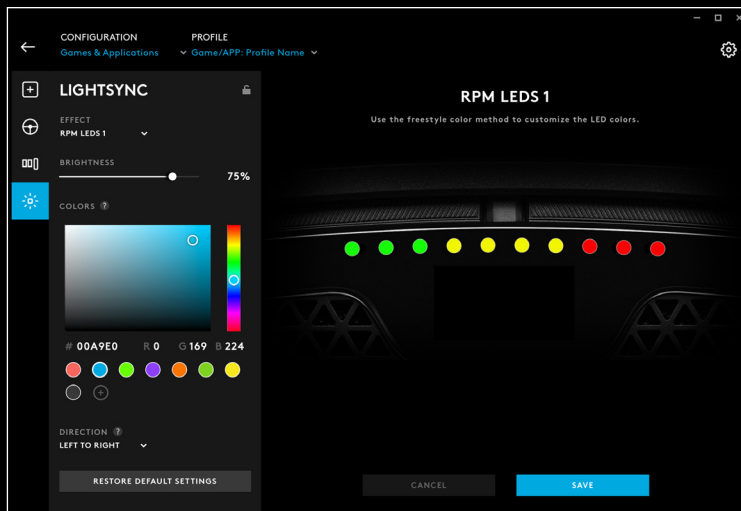 CONFIGURATION
PROFILE
Games & Applications
Game/APP: Profile Name
LIGHTSYNC
EFFECT
RPM LEDS 1
BRIGHTNESS
75%
COLORS ?
# 00A9E0 R 0 G 169 B 224
DIRECTION ?
LEFT TO RIGHT
RESTORE DEFAULT SETTINGS
RPM LEDS 1
Use the freestyle color method to customize the LED colors.
CANCEL
SAVE